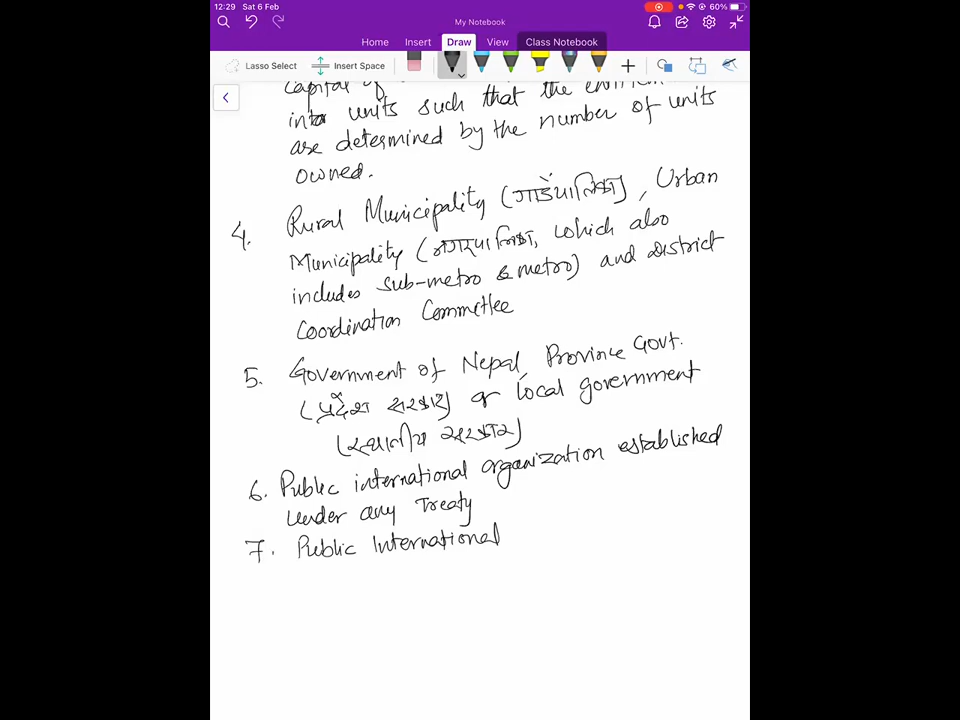 12:29 Sat 6 Feb
60%
My Notebook
Home Insert Draw View Class Notebook
Lasso Select Insert Space
capital of
into units such that the
are determined by the number of units
owned.
4. Rural Municipality (गाउँपालिका), Urban
Municipality (नगरपालिका, which also
includes sub-metro & metro) and District
Coordination Committee
5. Government of Nepal, Province Govt.
(प्रदेश सरकार) or local government
(स्थानीय सरकार)
6. Public international organization established
under any Treaty
7. Public International